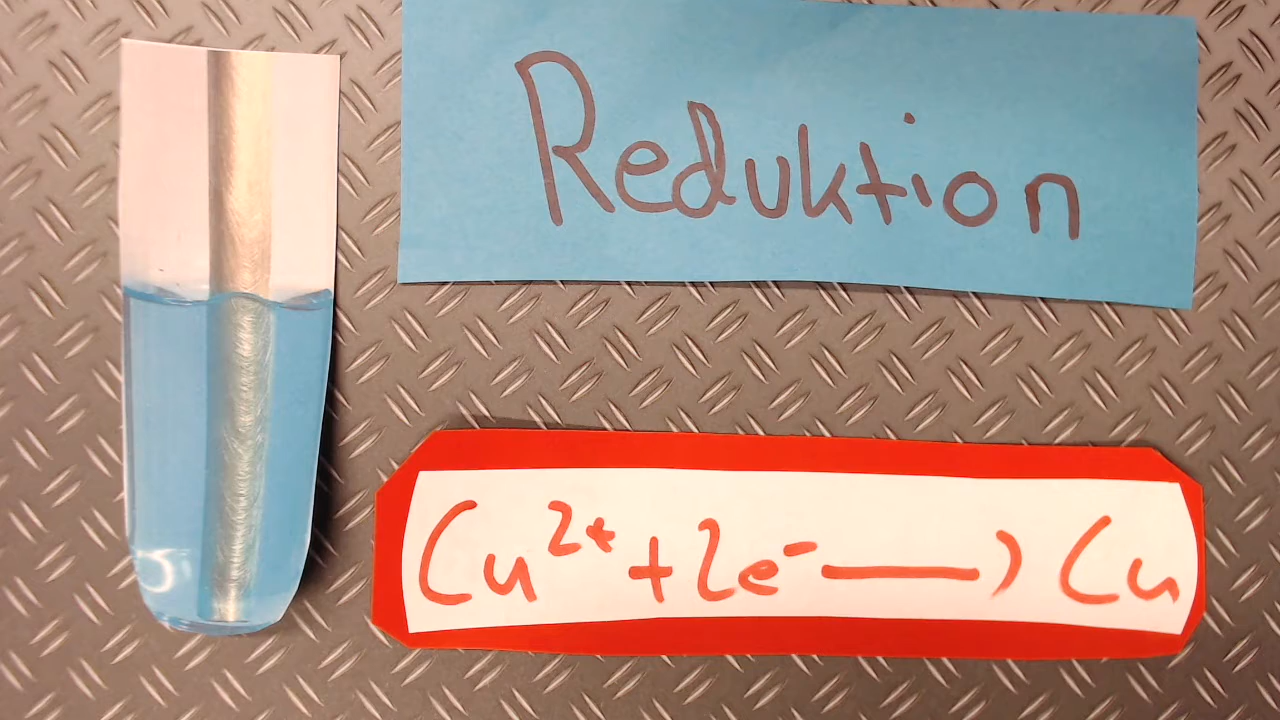 Reduktion
Cu²⁺ + 2e⁻ ⟶ Cu